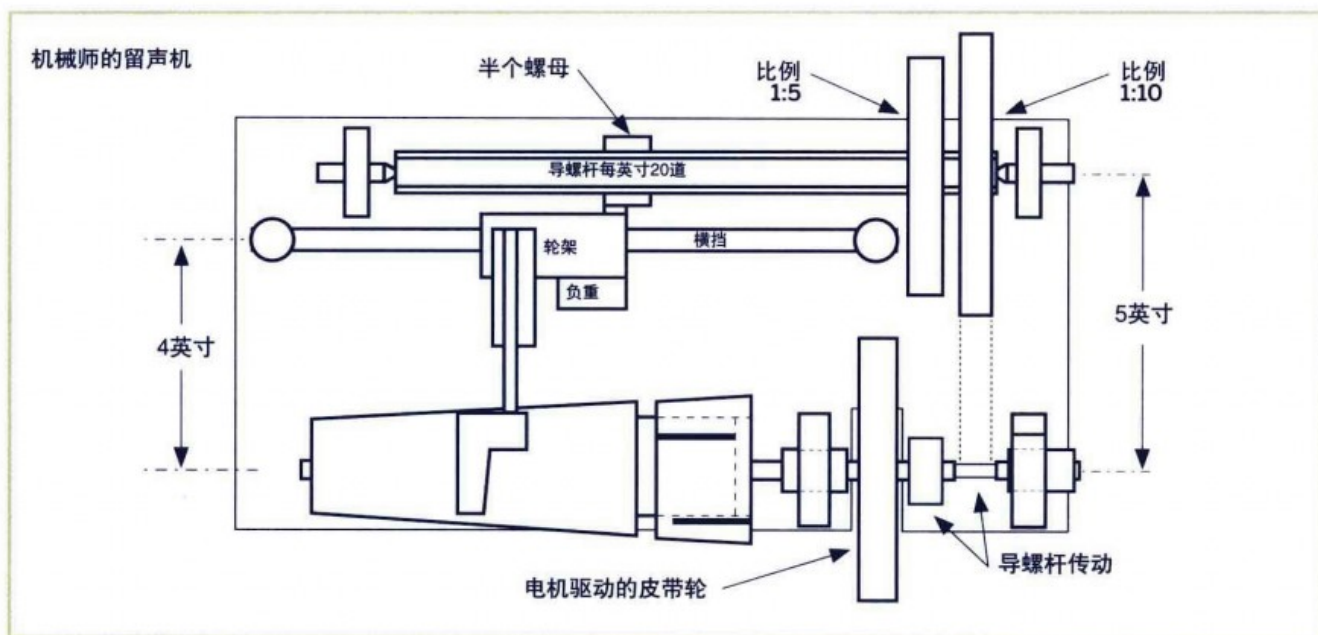 机械师的留声机
半个螺母
比例
1:5
比例
1:10
导螺杆每英寸20道
轮架
横挡
负重
4英寸
5英寸
导螺杆传动
电机驱动的皮带轮